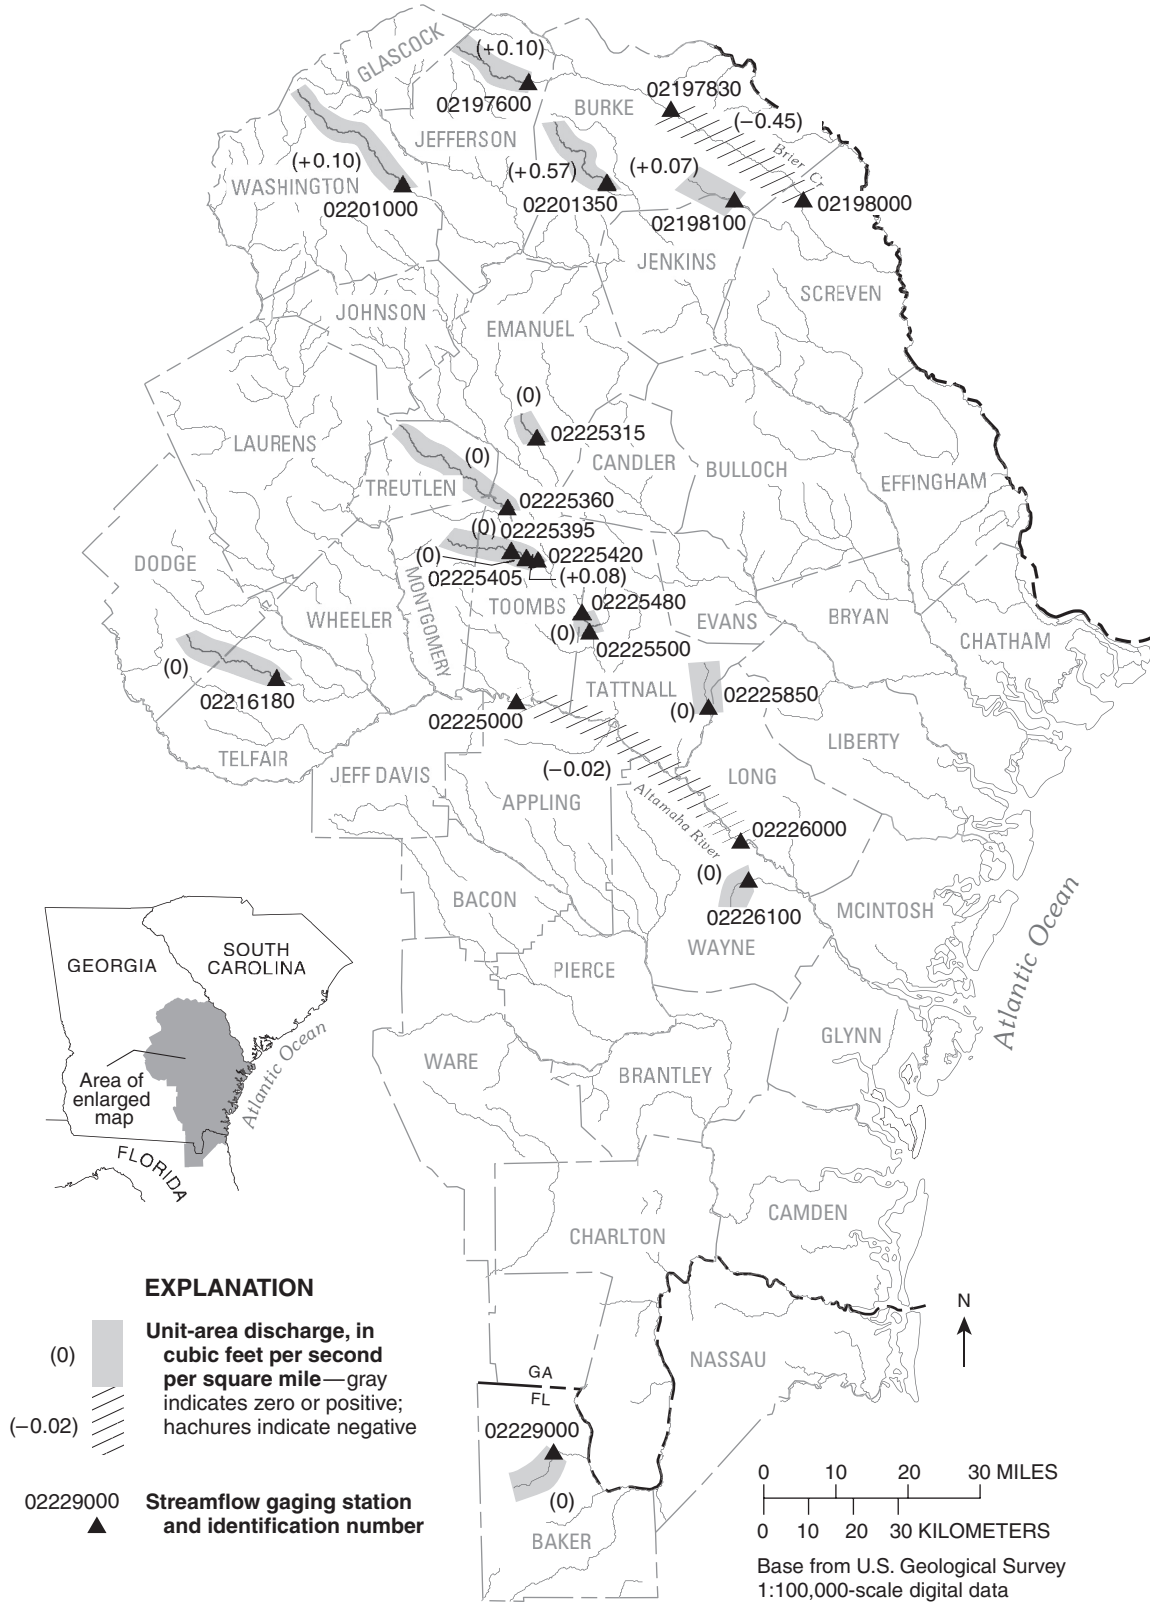 GLASCOCK
(+0.10)
02197600
BURKE
02197830
(−0.45)
Brier Cr
JEFFERSON
(+0.10)
WASHINGTON
02201000
(+0.57)
02201350
(+0.07)
02198100
02198000
JENKINS
SCREVEN
JOHNSON
EMANUEL
(0)
02225315
LAURENS
CANDLER
BULLOCH
EFFINGHAM
(0)
TREUTLEN
02225360
(0)
02225395
(0)
02225420
02225405
(+0.08)
DODGE
MONTGOMERY
TOOMBS
02225480
WHEELER
EVANS
BRYAN
CHATHAM
(0)
02225500
(0)
02216180
TATTNALL
02225850
(0)
02225000
TELFAIR
JEFF DAVIS
(−0.02)
LONG
LIBERTY
APPLING
Altamaha River
02226000
(0)
02226100
BACON
MCINTOSH
WAYNE
PIERCE
Atlantic Ocean
GLYNN
WARE
BRANTLEY
CAMDEN
CHARLTON
NASSAU
GA
FL
02229000
(0)
BAKER
GEORGIA
SOUTH
CAROLINA
Atlantic Ocean
Area of
enlarged
map
FLORIDA
EXPLANATION
(0)
(−0.02)
Unit-area discharge, in
cubic feet per second
per square mile—gray
indicates zero or positive;
hachures indicate negative
02229000
Streamflow gaging station
and identification number
N
0 10 20 30 MILES
0 10 20 30 KILOMETERS
Base from U.S. Geological Survey
1:100,000-scale digital data